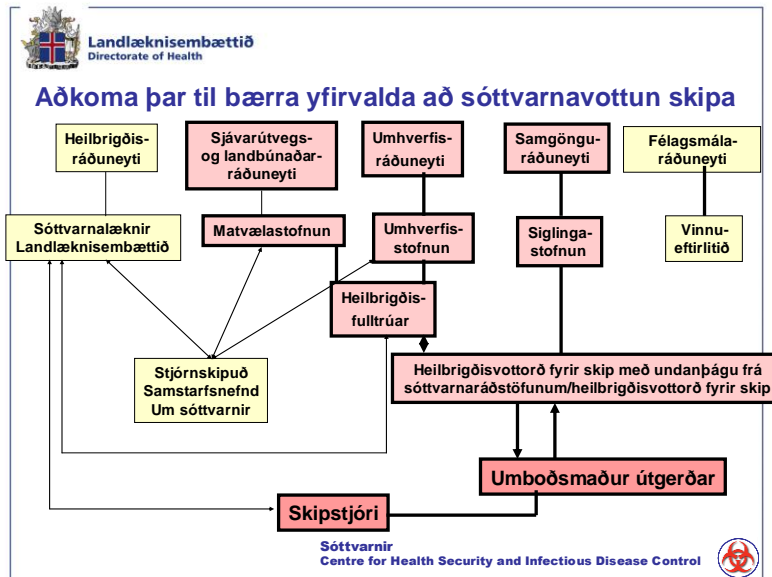 Landlæknisembættið
Directorate of Health
Aðkoma þar til bærra yfirvalda að sóttvarnavottun skipa
Heilbrigðis-
ráðuneyti
Sjávarútvegs-
og landbúnaðar-
ráðuneyti
Umhverfis-
ráðuneyti
Samgöngu-
ráðuneyti
Félagsmála-
ráðuneyti
Sóttvarnalæknir
Landlæknisembættið
Matvælastofnun
Umhverfis-
stofnun
Siglinga-
stofnun
Vinnu-
eftirlitið
Heilbrigðis-
fulltrúar
Stjórnskipuð
Samstarfsnefnd
Um sóttvarnir
Heilbrigðisvottorð fyrir skip með undanþágu frá
sóttvarnaráðstöfunum/heilbrigðisvottorð fyrir skip
Umboðsmaður útgerðar
Skipstjóri
Sóttvarnir
Centre for Health Security and Infectious Disease Control